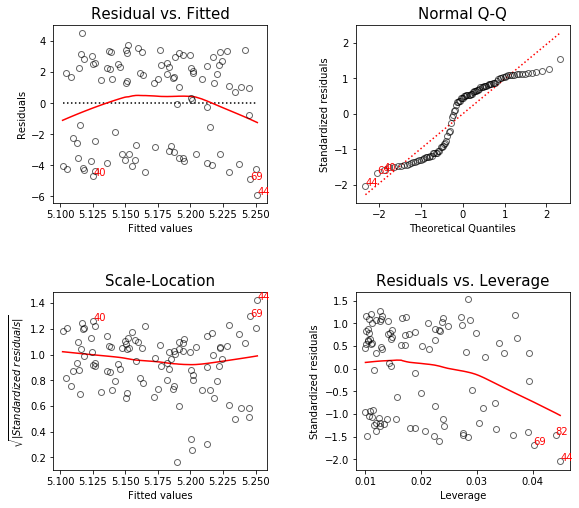 Residual vs. Fitted
Residuals
4
2
0
−2
−4
−6
40
69
44
5.100 5.125 5.150 5.175 5.200 5.225 5.250
Fitted values
Normal Q-Q
Standardized residuals
2
1
0
−1
−2
44
−2 −1 0 1 2
Theoretical Quantiles
Scale-Location
√|Standardized residuals|
1.4
1.2
1.0
0.8
0.6
0.4
0.2
40
44
69
5.100 5.125 5.150 5.175 5.200 5.225 5.250
Fitted values
Residuals vs. Leverage
Standardized residuals
1.5
1.0
0.5
0.0
−0.5
−1.0
−1.5
−2.0
82
69
44
0.01 0.02 0.03 0.04
Leverage